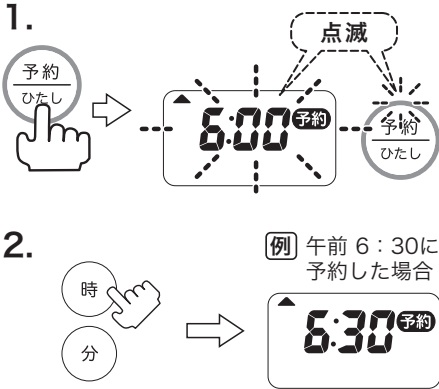 1.
点滅
予約
ひたし
6:00 予約
予約
ひたし
2.
例 午前 6：30に
予約した場合
時
分
6:30 予約